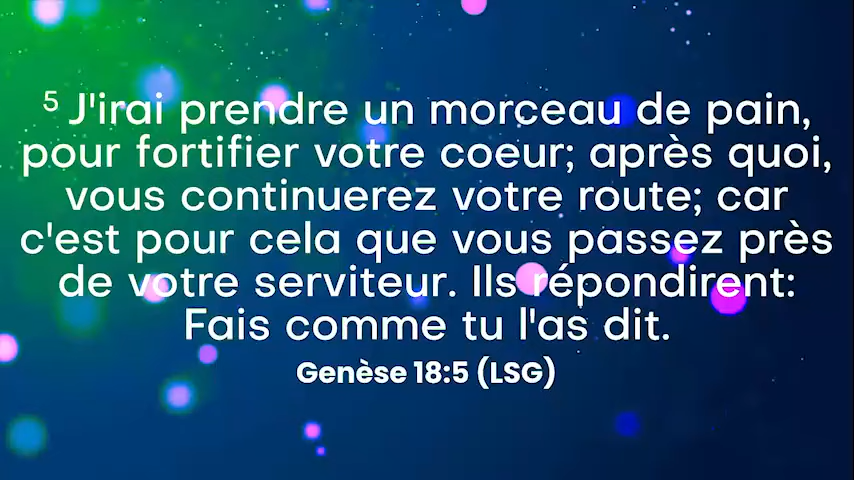 5 J'irai prendre un morceau de pain,
pour fortifier votre coeur; après quoi,
vous continuerez votre route; car
c'est pour cela que vous passez près
de votre serviteur. Ils répondirent:
Fais comme tu l'as dit.
Genèse 18:5 (LSG)